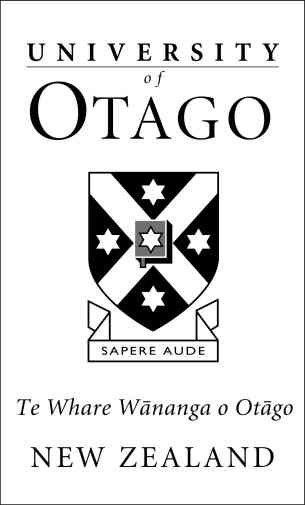 UNIVERSITY
of
OTAGO
SAPERE AUDE
Te Whare Wānanga o Otāgo
NEW ZEALAND